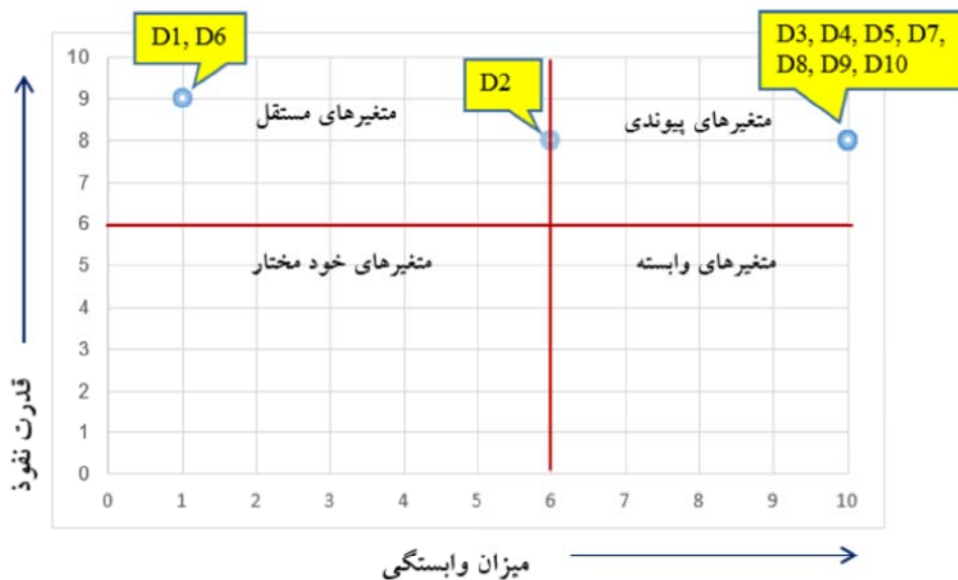 D1, D6
D2
D3, D4, D5, D7,
D8, D9, D10
متغیرهای مستقل
متغیرهای پیوندی
متغیرهای خود مختار
متغیرهای وابسته
10
9
8
7
6
5
4
3
2
1
0
0 1 2 3 4 5 6 7 8 9 10
قدرت نفوذ
میزان وابستگی